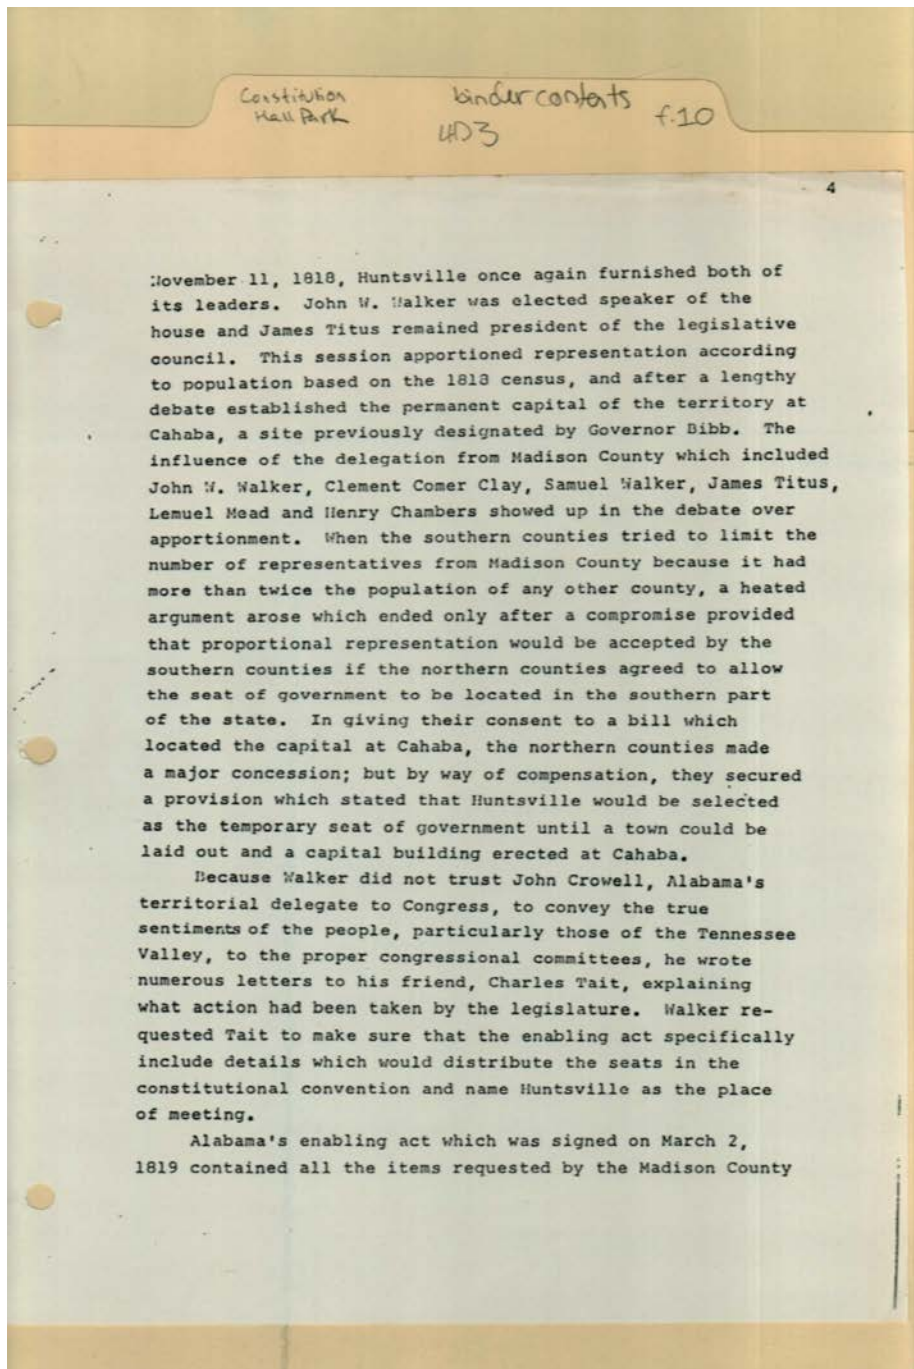 Constitution
Hall Park
binder contents
4D3
f.10
4
November 11, 1818, Huntsville once again furnished both of
its leaders. John W. Walker was elected speaker of the
house and James Titus remained president of the legislative
council. This session apportioned representation according
to population based on the 1818 census, and after a lengthy
debate established the permanent capital of the territory at
Cahaba, a site previously designated by Governor Bibb. The
influence of the delegation from Madison County which included
John W. Walker, Clement Comer Clay, Samuel Walker, James Titus,
Lemuel Mead and Henry Chambers showed up in the debate over
apportionment. When the southern counties tried to limit the
number of representatives from Madison County because it had
more than twice the population of any other county, a heated
argument arose which ended only after a compromise provided
that proportional representation would be accepted by the
southern counties if the northern counties agreed to allow
the seat of government to be located in the southern part
of the state. In giving their consent to a bill which
located the capital at Cahaba, the northern counties made
a major concession; but by way of compensation, they secured
a provision which stated that Huntsville would be selected
as the temporary seat of government until a town could be
laid out and a capital building erected at Cahaba.
Because Walker did not trust John Crowell, Alabama's
territorial delegate to Congress, to convey the true
sentiments of the people, particularly those of the Tennessee
Valley, to the proper congressional committees, he wrote
numerous letters to his friend, Charles Tait, explaining
what action had been taken by the legislature. Walker re-
quested Tait to make sure that the enabling act specifically
include details which would distribute the seats in the
constitutional convention and name Huntsville as the place
of meeting.
Alabama's enabling act which was signed on March 2,
1819 contained all the items requested by the Madison County